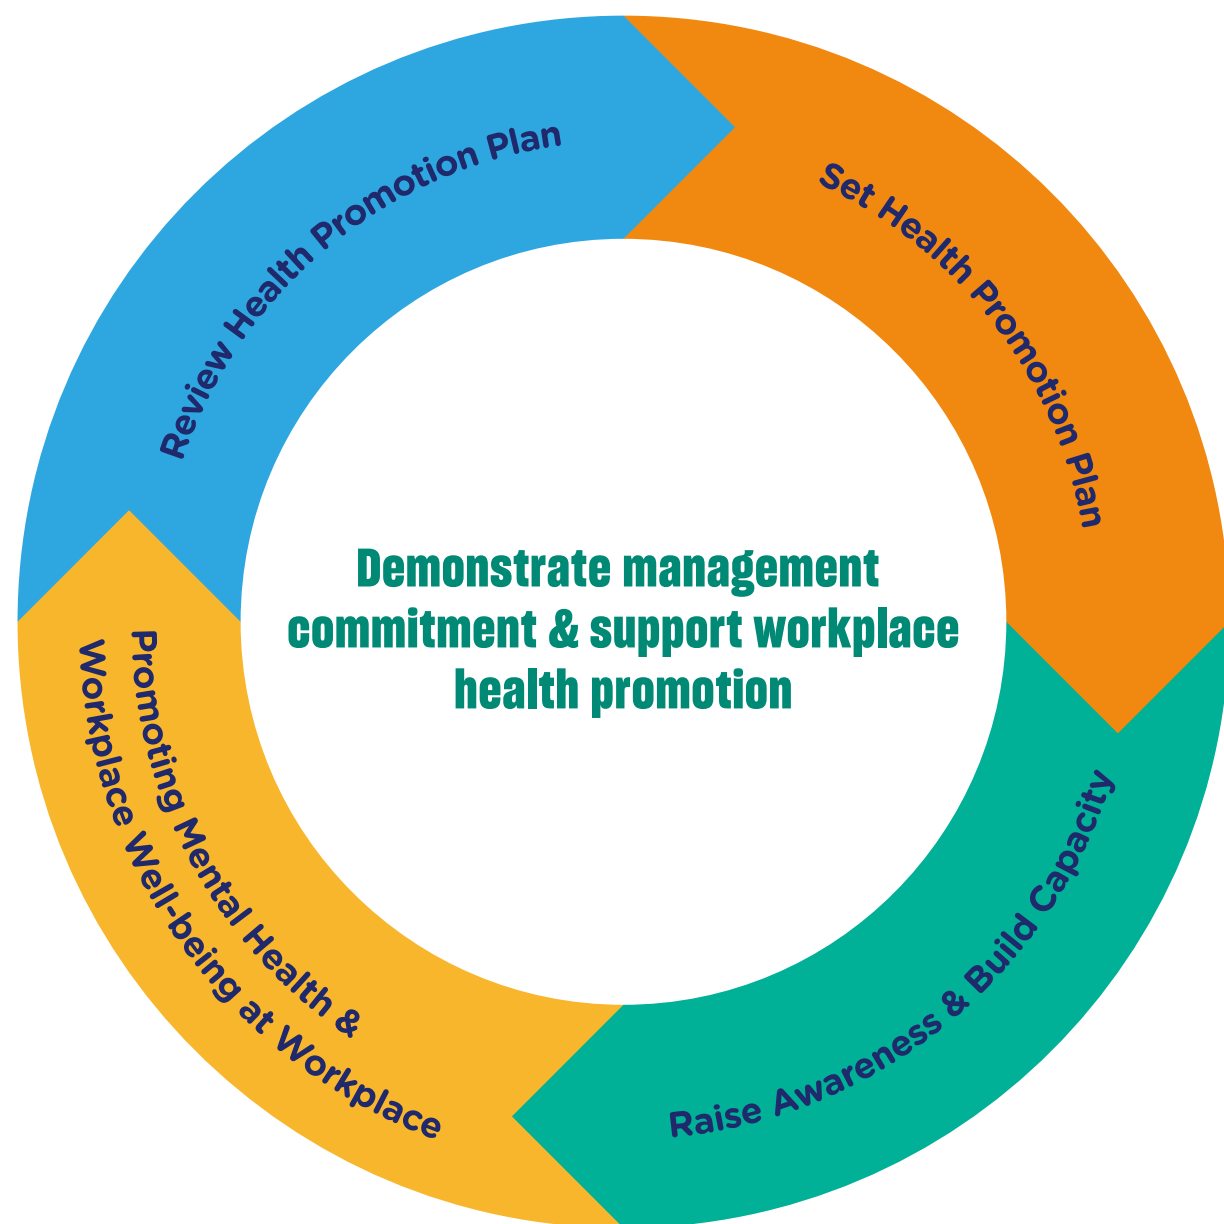 Review Health Promotion Plan
Set Health Promotion Plan
Demonstrate management
commitment & support workplace
health promotion
Promoting Mental Health &
Workplace Well-being at Workplace
Raise Awareness & Build Capacity